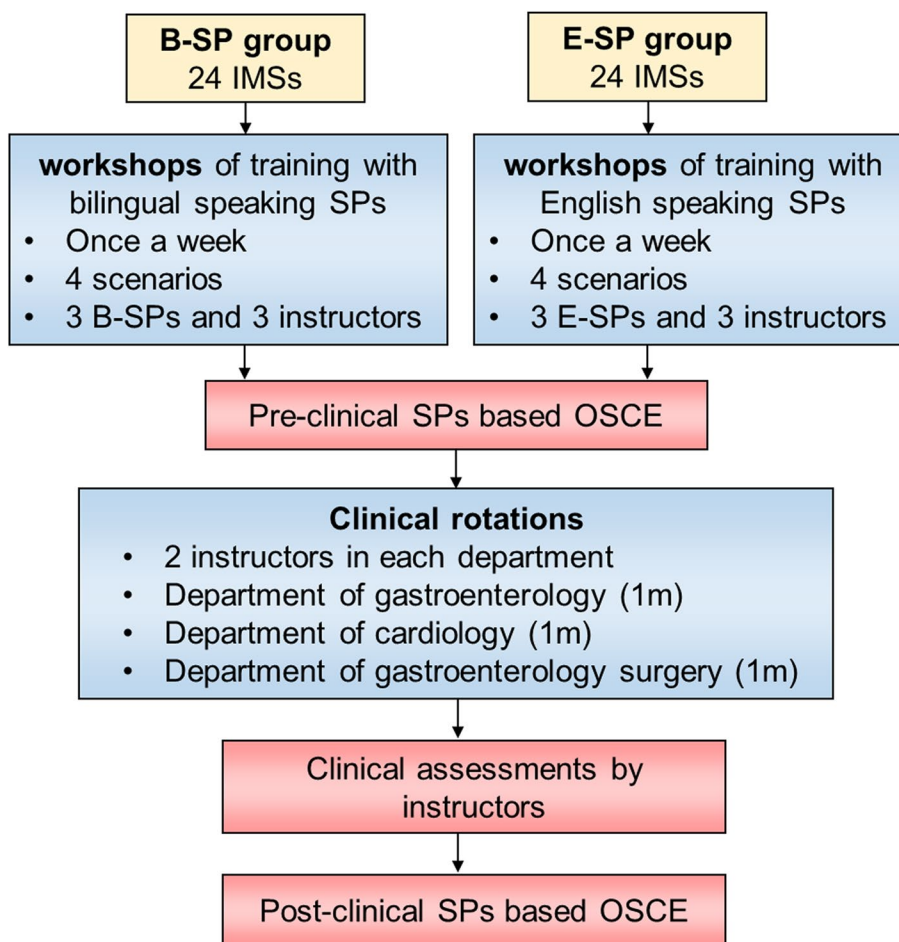 B-SP group
24 IMSs
E-SP group
24 IMSs
workshops of training with
bilingual speaking SPs
• Once a week
• 4 scenarios
• 3 B-SPs and 3 instructors
workshops of training with
English speaking SPs
• Once a week
• 4 scenarios
• 3 E-SPs and 3 instructors
Pre-clinical SPs based OSCE
Clinical rotations
• 2 instructors in each department
• Department of gastroenterology (1m)
• Department of cardiology (1m)
• Department of gastroenterology surgery (1m)
Clinical assessments by
instructors
Post-clinical SPs based OSCE